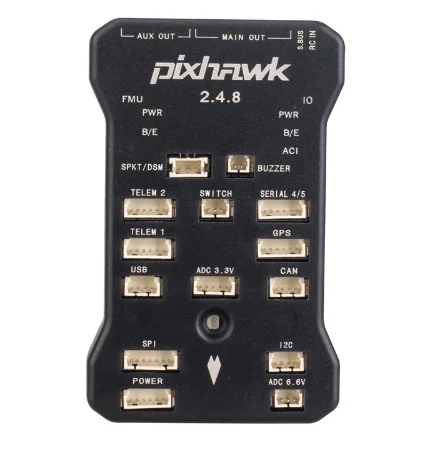 AUX OUT MAIN OUT S.BUS RC IN
pixhawk
FMU 2.4.8 IO
PWR PWR
B/E B/E
ACI
SPKT/DSM BUZZER
TELEM 2 SWITCH SERIAL 4/5
TELEM 1 GPS
USB ADC 3.3V CAN
SPI I2C
POWER ADC 6.6V